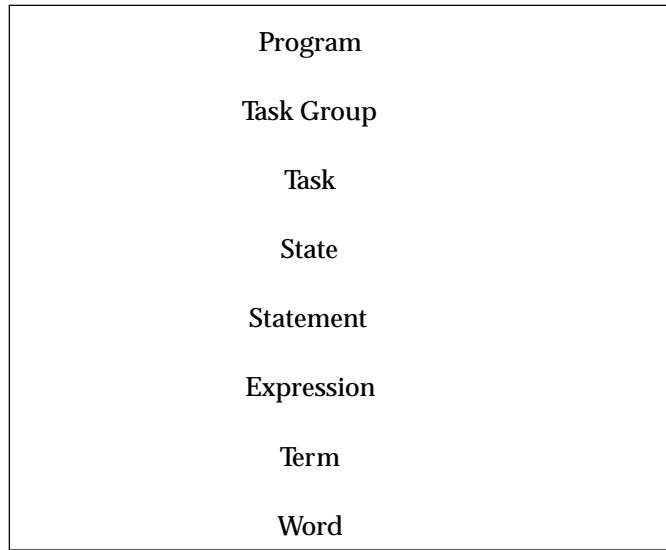 Program
Task Group
Task
State
Statement
Expression
Term
Word